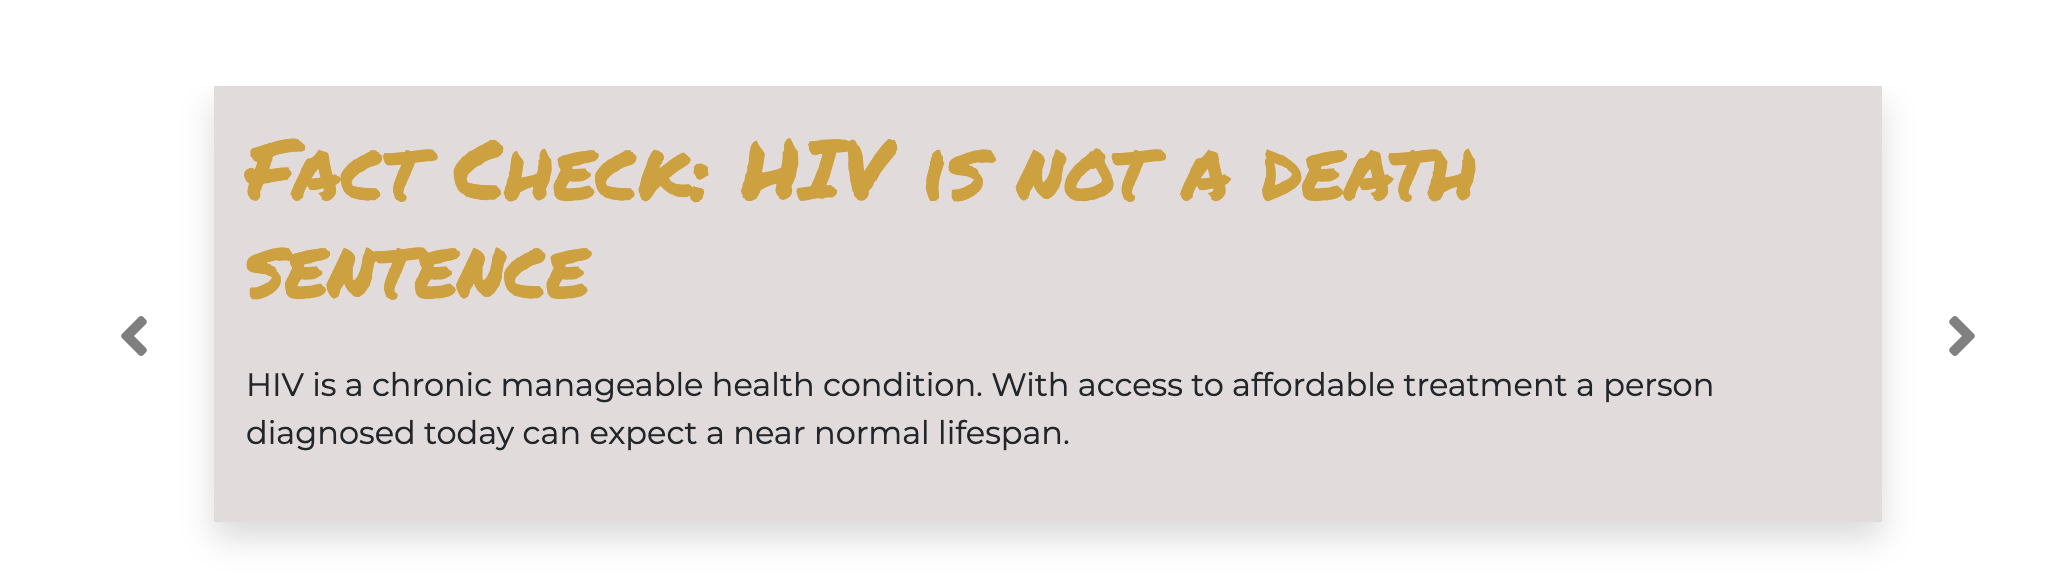 Fact Check: HIV is not a death
sentence
HIV is a chronic manageable health condition. With access to affordable treatment a person
diagnosed today can expect a near normal lifespan.